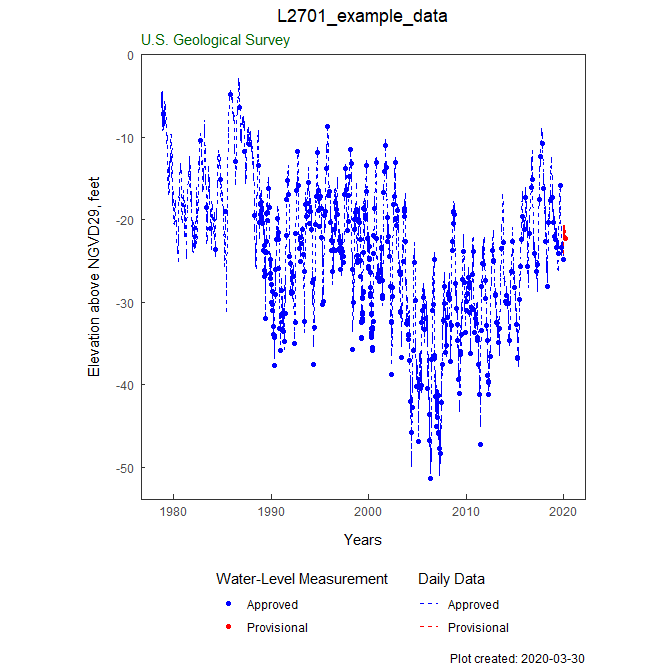 L2701_example_data
U.S. Geological Survey
Elevation above NGVD29, feet
0
-10
-20
-30
-40
-50
1980 1990 2000 2010 2020
Years
Water-Level Measurement Daily Data
Approved Approved
Provisional Provisional
Plot created: 2020-03-30